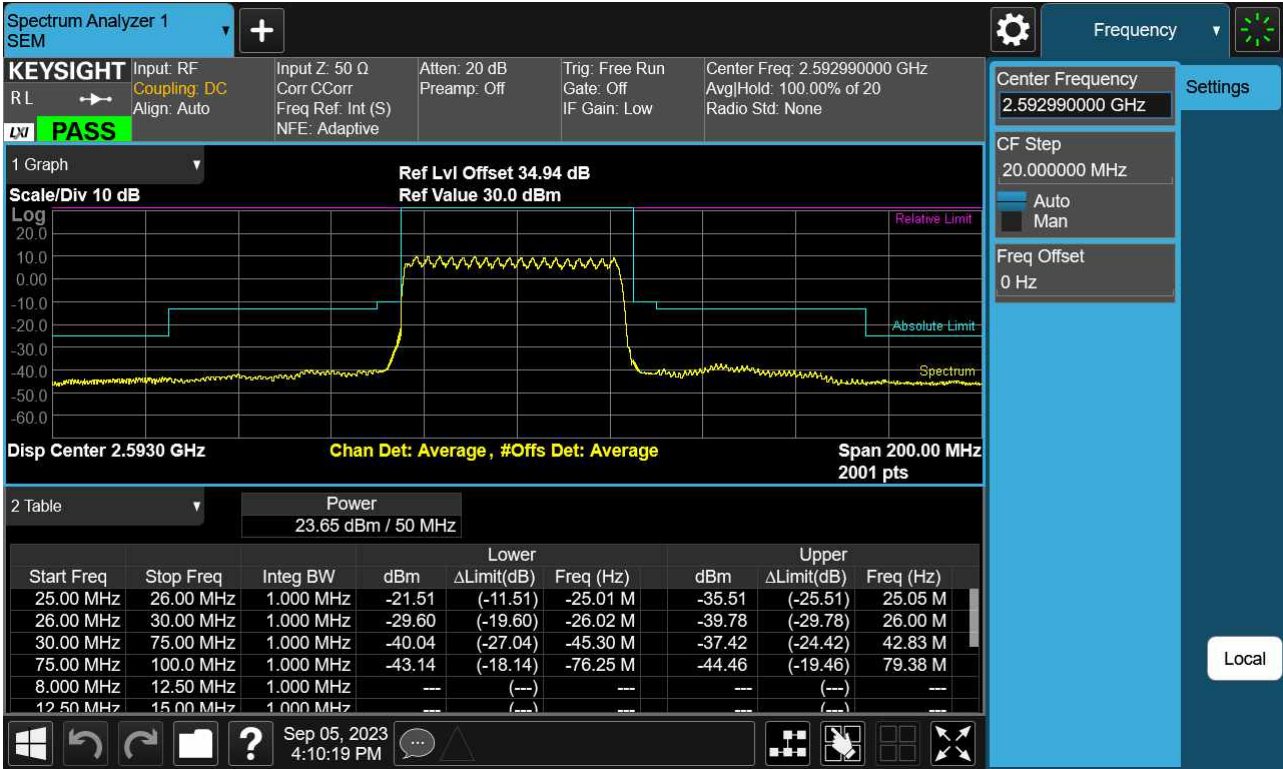 Spectrum Analyzer 1
SEM
+
Frequency
KEYSIGHT
R L
LXI PASS
Input: RF
Coupling: DC
Align: Auto
Input Z: 50 Ω
Corr CCorr
Freq Ref: Int (S)
NFE: Adaptive
Atten: 20 dB
Preamp: Off
Trig: Free Run
Gate: Off
IF Gain: Low
Center Freq: 2.592990000 GHz
Avg|Hold: 100.00% of 20
Radio Std: None
Center Frequency
2.592990000 GHz
Settings
CF Step
20.000000 MHz
Auto
Man
Freq Offset
0 Hz
1 Graph
Ref Lvl Offset 34.94 dB
Scale/Div 10 dB
Ref Value 30.0 dBm
Log
Relative Limit
20.0
10.0
0.00
-10.0
-20.0
Absolute Limit
-30.0
-40.0
Spectrum
-50.0
-60.0
Disp Center 2.5930 GHz
Chan Det: Average , #Offs Det: Average
Span 200.00 MHz
2001 pts
2 Table
Power
23.65 dBm / 50 MHz
Lower Upper
Start Freq Stop Freq Integ BW dBm ΔLimit(dB) Freq (Hz) dBm ΔLimit(dB) Freq (Hz)
25.00 MHz 26.00 MHz 1.000 MHz -21.51 (-11.51) -25.01 M -35.51 (-25.51) 25.05 M
26.00 MHz 30.00 MHz 1.000 MHz -29.60 (-19.60) -26.02 M -39.78 (-29.78) 26.00 M
30.00 MHz 75.00 MHz 1.000 MHz -40.04 (-27.04) -45.30 M -37.42 (-24.42) 42.83 M
75.00 MHz 100.0 MHz 1.000 MHz -43.14 (-18.14) -76.25 M -44.46 (-19.46) 79.38 M
8.000 MHz 12.50 MHz 1.000 MHz --- (---) --- --- (---) ---
12.50 MHz 15.00 MHz 1.000 MHz --- (---) --- --- (---) ---
Local
?
Sep 05, 2023
4:10:19 PM